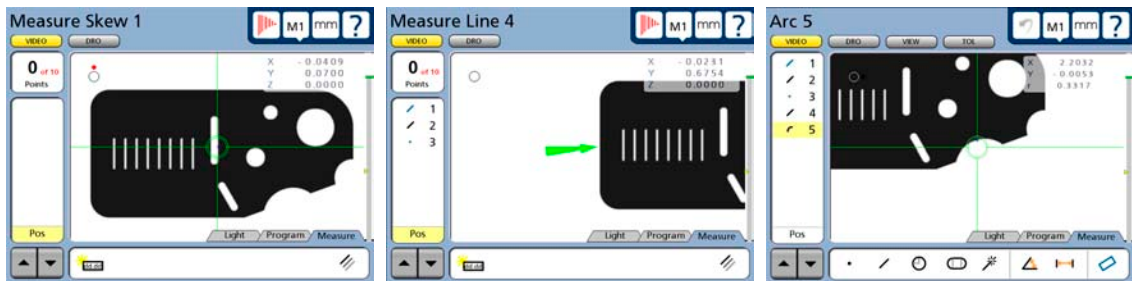 Measure Skew 1
M1 mm ?
VIDEO DRO
0 of 10
Points
X -0.0409
Y 0.0700
Z 0.0000
Pos
Light Program Measure
Measure Line 4
M1 mm ?
VIDEO DRO
0 of 10
Points
X -0.0231
Y 0.6754
Z 0.0000
1
2
3
Pos
Light Program Measure
Arc 5
M1 mm ?
VIDEO DRO VIEW TOL
X 2.2032
Y -0.0053
r 0.3317
1
2
3
4
5
Pos
Light Program Measure